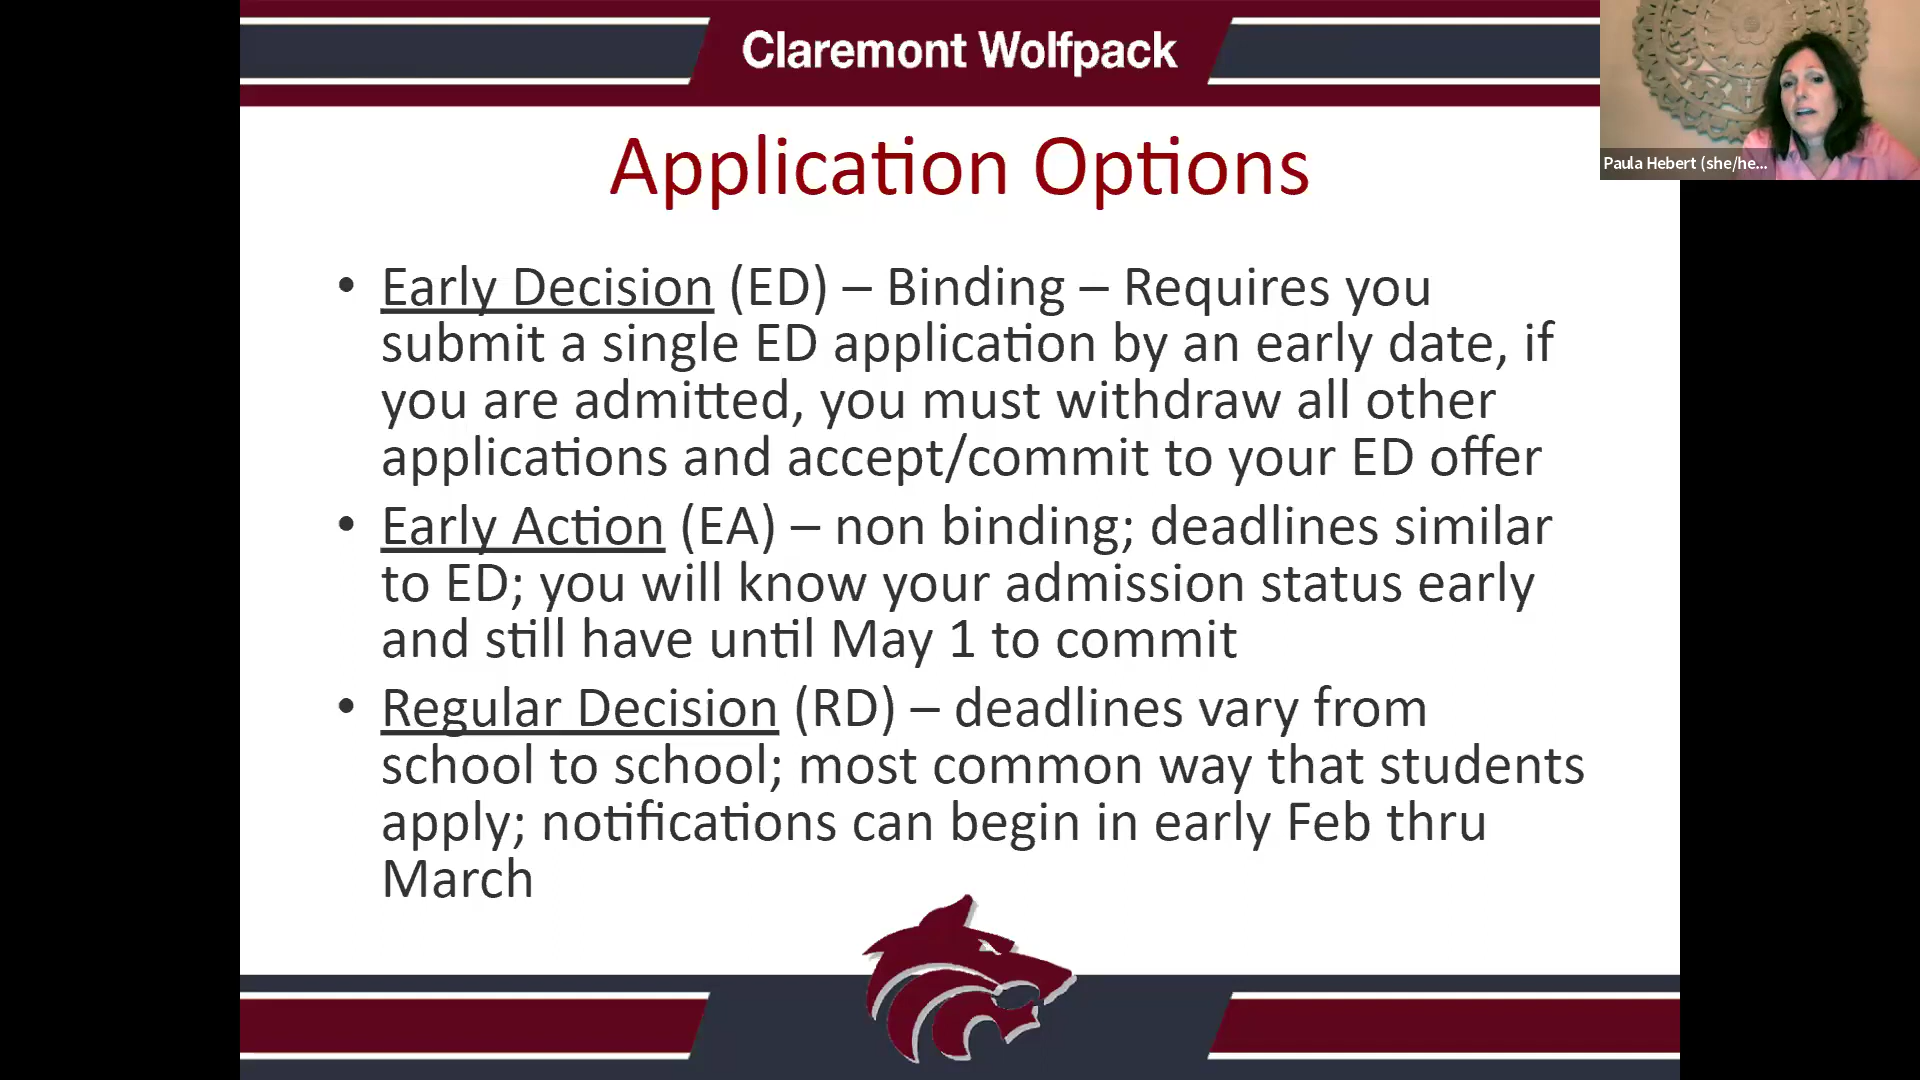 Claremont Wolfpack
Paula Hebert (she/he...
Application Options
• Early Decision (ED) – Binding – Requires you
submit a single ED application by an early date, if
you are admitted, you must withdraw all other
applications and accept/commit to your ED offer
• Early Action (EA) – non binding; deadlines similar
to ED; you will know your admission status early
and still have until May 1 to commit
• Regular Decision (RD) – deadlines vary from
school to school; most common way that students
apply; notifications can begin in early Feb thru
March